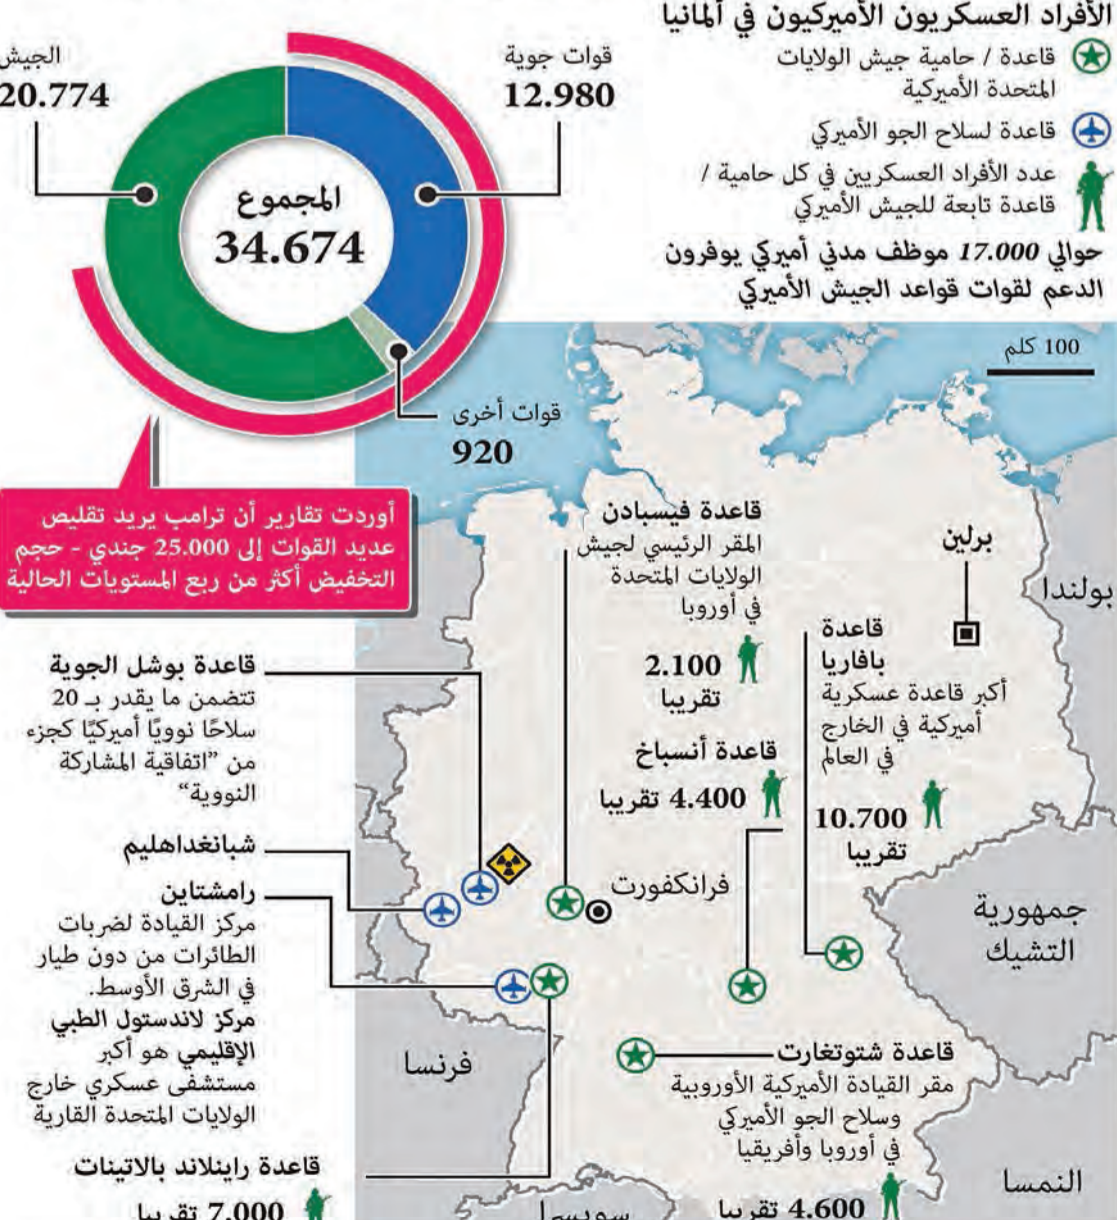 الأفراد العسكريون الأميركيون في ألمانيا
قاعدة / حامية جيش الولايات
المتحدة الأميركية
قاعدة لسلاح الجو الأميركي
عدد الأفراد العسكريين في كل حامية /
قاعدة تابعة للجيش الأميركي
حوالي 17.000 موظف مدني أميركي يوفرون
الدعم لقوات قواعد الجيش الأميركي
قوات جوية
12.980
الجيش
20.774
المجموع
34.674
قوات أخرى
920
أوردت تقارير أن ترامب يريد تقليص
عديد القوات إلى 25.000 جندي - حجم
التخفيض أكثر من ربع المستويات الحالية
100 كلم
برلين
بولندا
قاعدة فيسبادن
المقر الرئيسي لجيش
الولايات المتحدة
في أوروبا
2.100
تقريبا
قاعدة
بافاريا
أكبر قاعدة عسكرية
أميركية في الخارج
في العالم
10.700
تقريبا
قاعدة أنسباخ
4.400 تقريبا
فرانكفورت
جمهورية
التشيك
قاعدة بوشل الجوية
تتضمن ما يقدر بـ 20
سلاحًا نوويًا أميركيًا كجزء
من ”اتفاقية المشاركة
النووية“
شبانغداهليم
رامشتاين
مركز القيادة لضربات
الطائرات من دون طيار
في الشرق الأوسط.
مركز لاندستول الطبي
الإقليمي هو أكبر
مستشفى عسكري خارج
الولايات المتحدة القارية
فرنسا
قاعدة شتوتغارت
مقر القيادة الأميركية الأوروبية
وسلاح الجو الأميركي
في أوروبا وأفريقيا
4.600 تقريبا
النمسا
قاعدة راينلاند بالاتينات
7.000 تقريبا
سويسرا